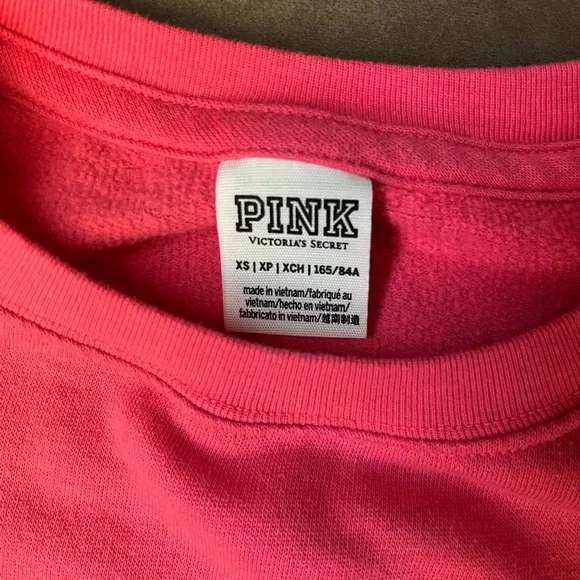 PINK
VICTORIA'S SECRET
XS | XP | XCH | 165/84A
made in vietnam/fabriqué au
vietnam/hecho en vietnam/
fabbricato in vietnam/越南制造